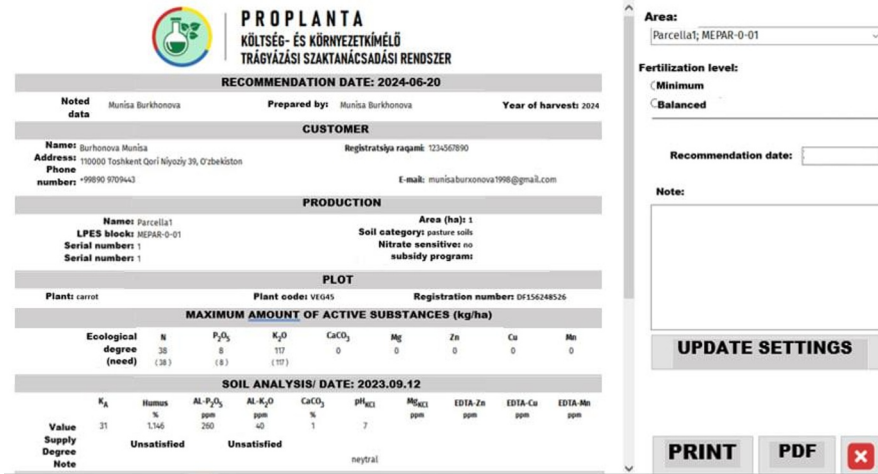 PROPLANTA
KÖLTSÉG- ÉS KÖRNYEZETKÍMÉLŐ
TRÁGYÁZÁSI SZAKTANÁCSADÁSI RENDSZER
RECOMMENDATION DATE: 2024-06-20
Noted data Munisa Burkhonova Prepared by: Munisa Burkhonova Year of harvest: 2024
CUSTOMER
Name: Burhonova Munisa Registratsiya raqami: 1234567890
Address: 110000 Toshkent Qori Niyoziy 39, O'zbekiston
Phone number: +99890 9709443 E-mail: munisaburxonova1998@gmail.com
PRODUCTION
Name: Parcella1 Area (ha): 1
LPES block: MEPAR-0-01 Soil category: pasture soils
Serial number: 1 Nitrate sensitive: no
Serial number: 1 subsidy program:
PLOT
Plant: carrot Plant code: VEG45 Registration number: DF156248526
MAXIMUM AMOUNT OF ACTIVE SUBSTANCES (kg/ha)
Ecological N P₂O₅ K₂O CaCO₃ Mg Zn Cu Mn
degree 38 8 117 0 0 0 0 0
(need) (38) (8) (117)
SOIL ANALYSIS/ DATE: 2023.09.12
K_A Humus AL-P₂O₅ AL-K₂O CaCO₃ pH_KCl Mg_KCl EDTA-Zn EDTA-Cu EDTA-Mn
% ppm ppm % ppm ppm ppm ppm
Value 31 1,146 260 40 1 7
Supply Degree Unsatisfied Unsatisfied
Note neytral
Area:
Parcella1; MEPAR-0-01
Fertilization level:
Minimum
Balanced
Recommendation date:
Note:
UPDATE SETTINGS
PRINT PDF X